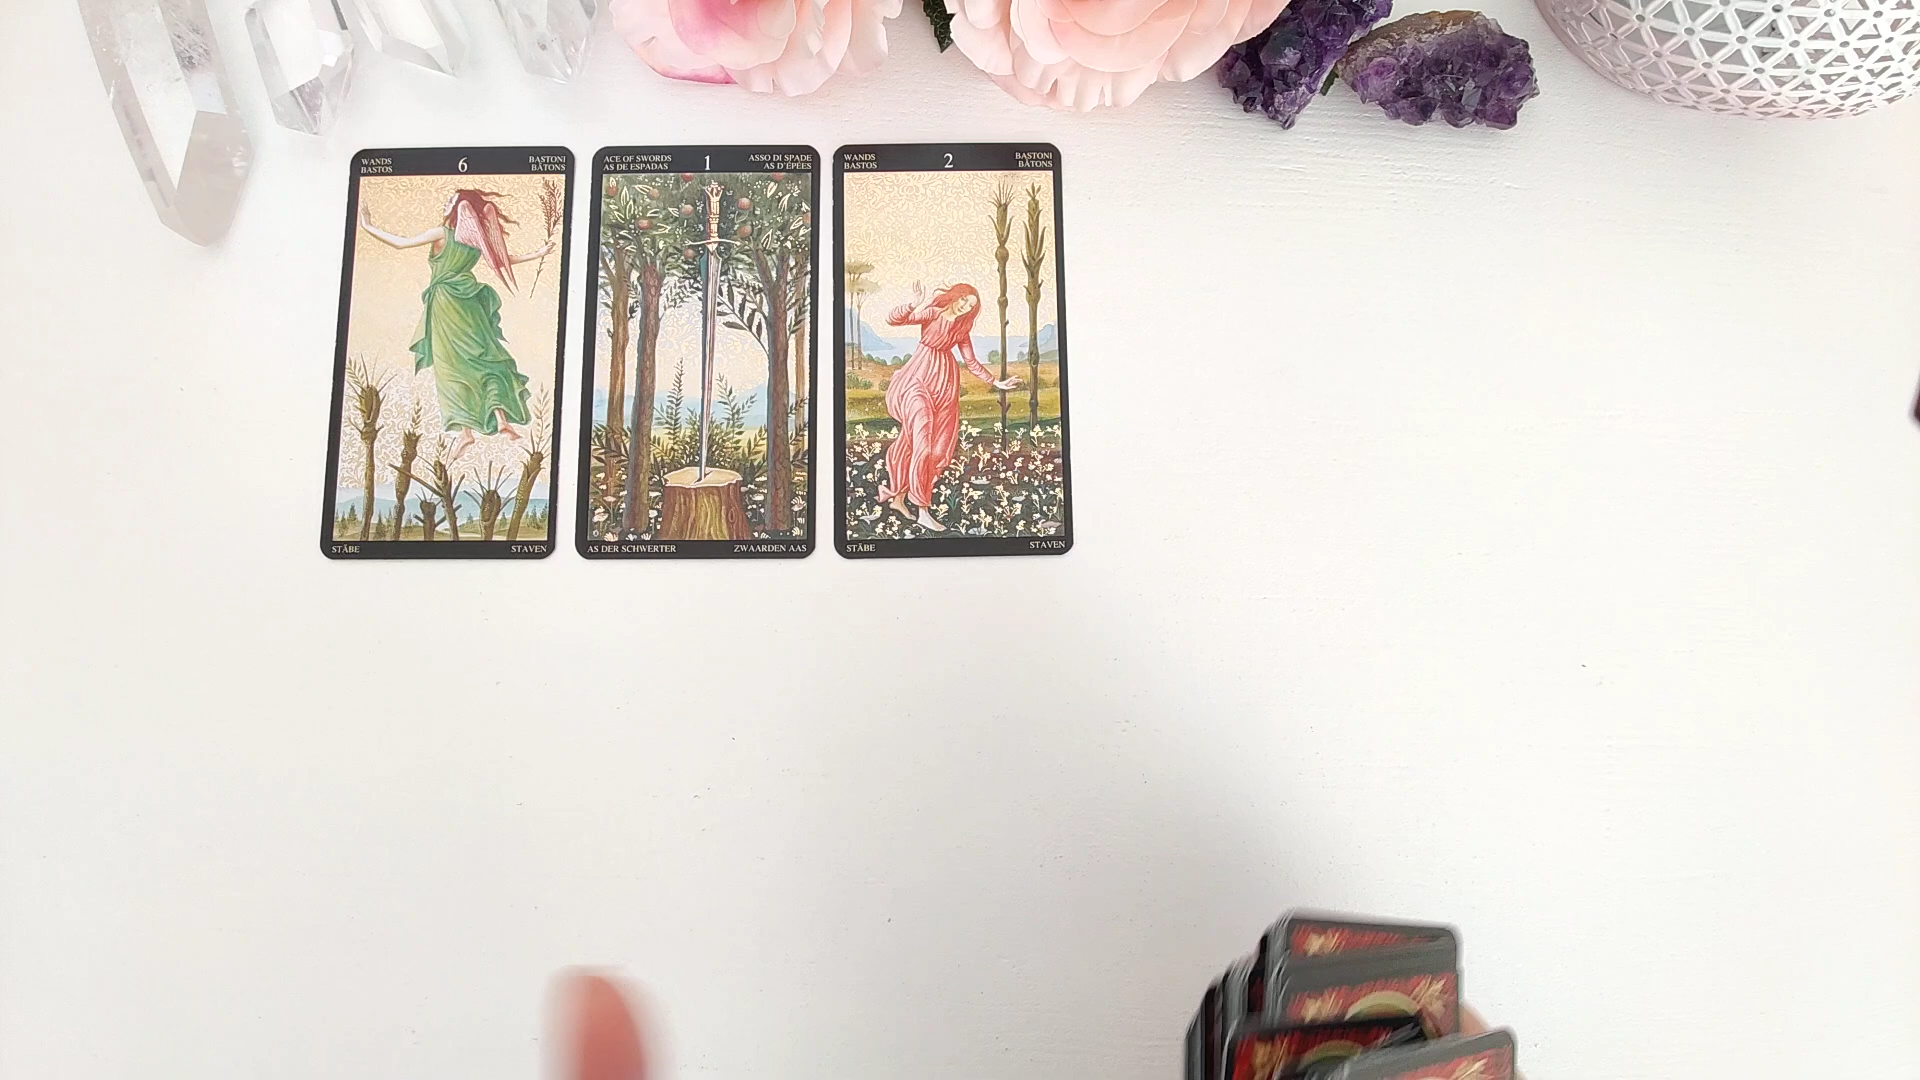 WANDS
BASTOS
6
BASTONI
BÂTONS
STÄBE
STAVEN
ACE OF SWORDS
AS DE ESPADAS
1
ASSO DI SPADE
AS D'ÉPÉES
AS DER SCHWERTER
ZWAARDEN AAS
WANDS
BASTOS
2
BASTONI
BÂTONS
STÄBE
STAVEN